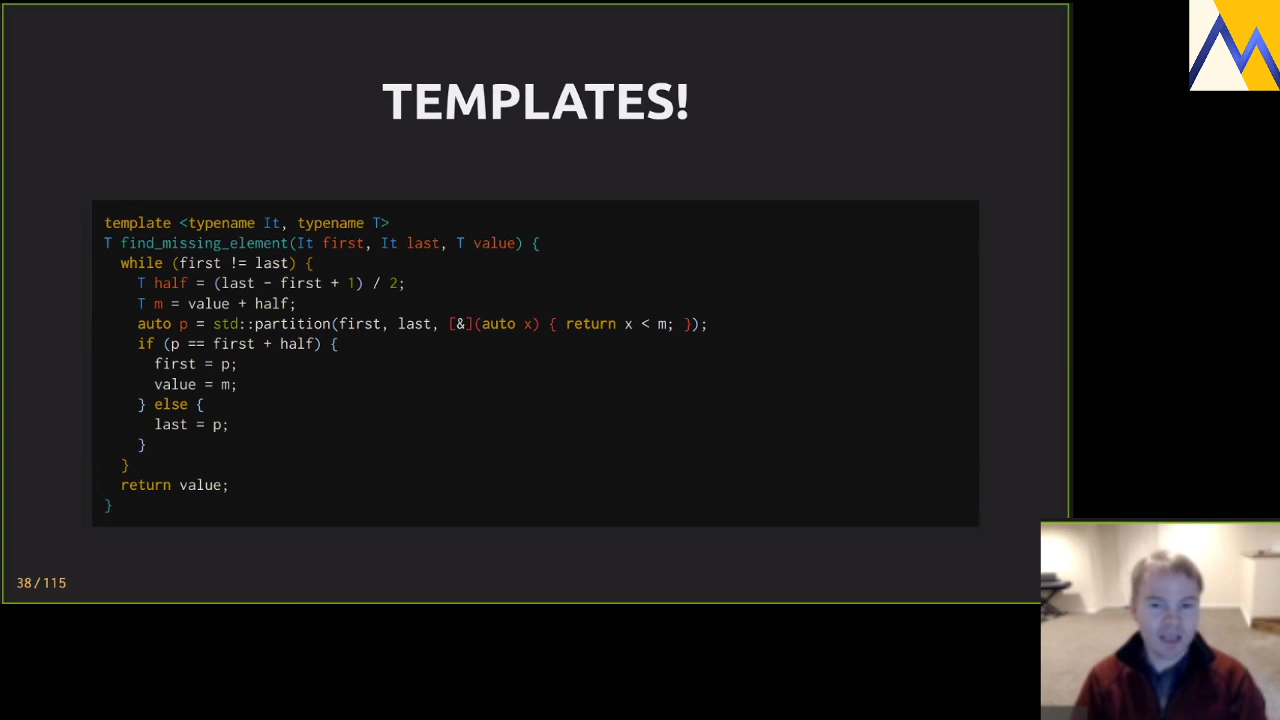 TEMPLATES!
template <typename It, typename T>
T find_missing_element(It first, It last, T value) {
  while (first != last) {
    T half = (last - first + 1) / 2;
    T m = value + half;
    auto p = std::partition(first, last, [&](auto x) { return x < m; });
    if (p == first + half) {
      first = p;
      value = m;
    } else {
      last = p;
    }
  }
  return value;
}
38/115